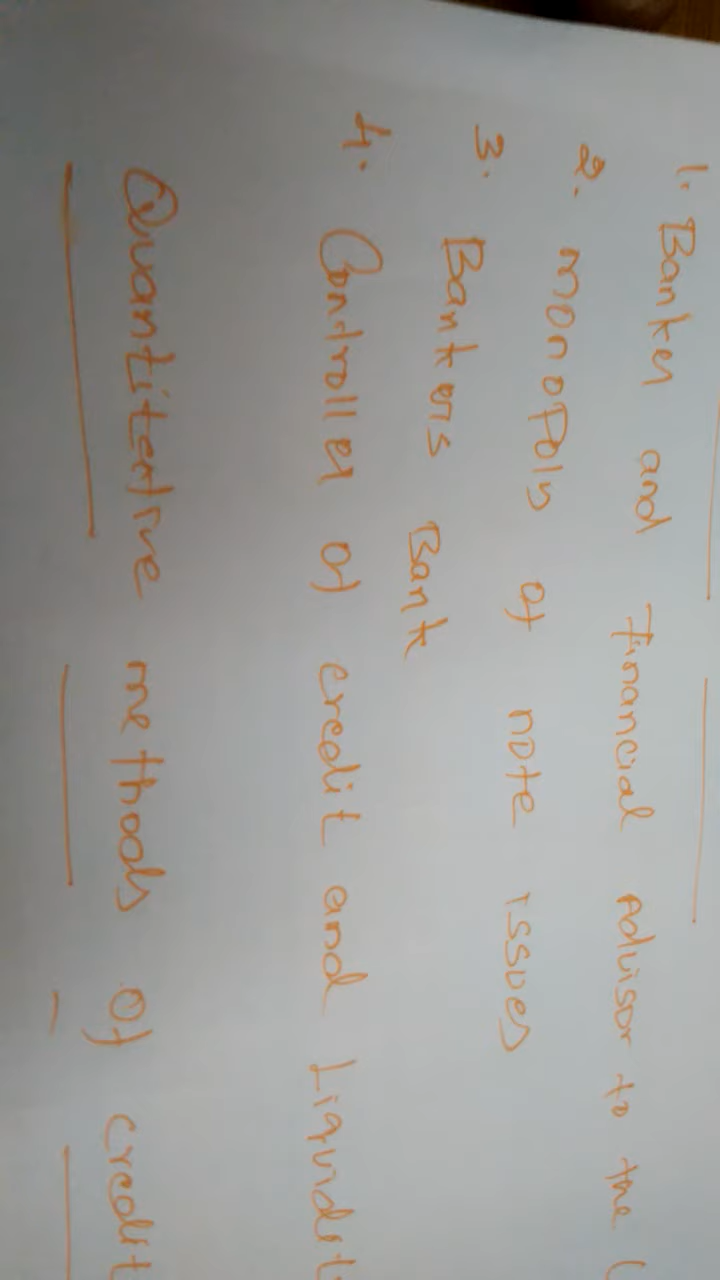 1. Banker and Financial Advisor to the
2. monopoly of note issues
3. Bankers Bank
4. Controller of credit and Liquidit
Quantitative methods of credit